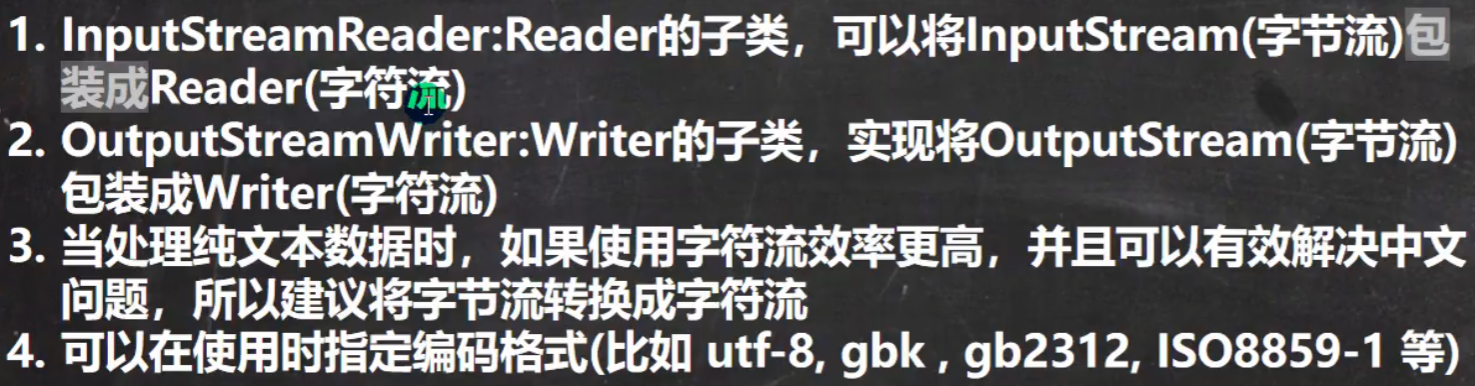 1. InputStreamReader:Reader的子类，可以将InputStream(字节流)包
装成Reader(字符流)
2. OutputStreamWriter:Writer的子类，实现将OutputStream(字节流)
包装成Writer(字符流)
3. 当处理纯文本数据时，如果使用字符流效率更高，并且可以有效解决中文
问题，所以建议将字节流转换成字符流
4. 可以在使用时指定编码格式(比如 utf-8, gbk , gb2312, ISO8859-1 等)